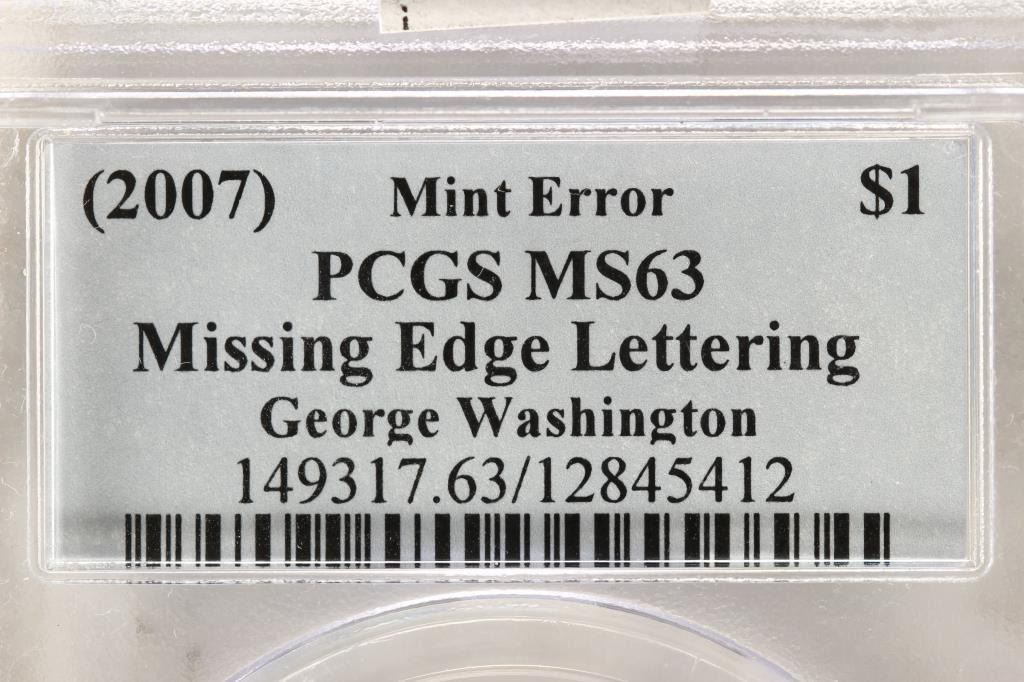 (2007) Mint Error $1
PCGS MS63
Missing Edge Lettering
George Washington
149317.63/12845412